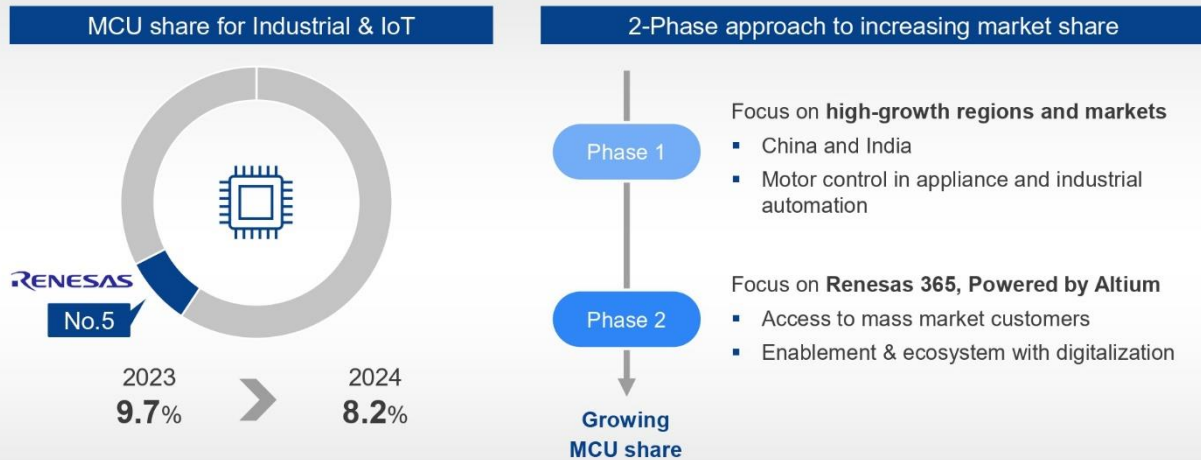 MCU share for Industrial & IoT
RENESAS
No.5
2023
2024
9.7%
8.2%
2-Phase approach to increasing market share
Phase 1
Focus on high-growth regions and markets
▪ China and India
▪ Motor control in appliance and industrial
automation
Phase 2
Focus on Renesas 365, Powered by Altium
▪ Access to mass market customers
▪ Enablement & ecosystem with digitalization
Growing
MCU share